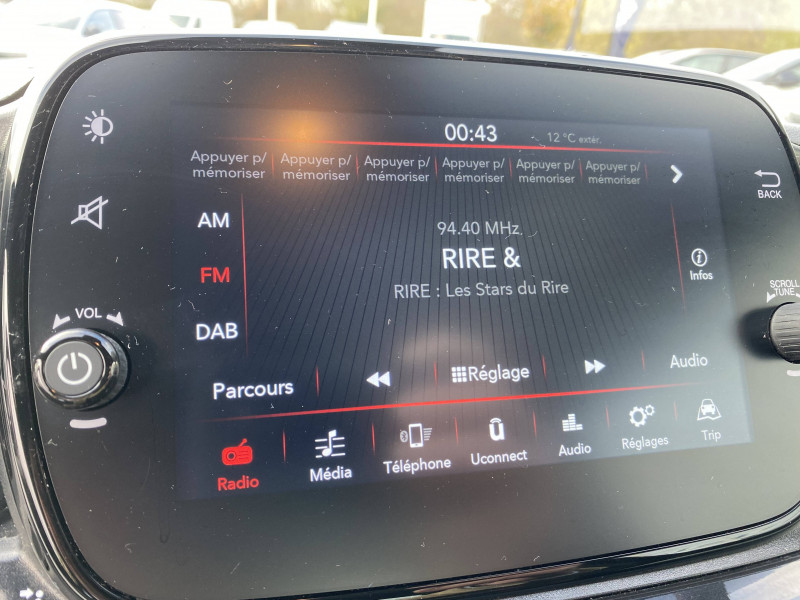 00:43
12 °C extér.
Appuyer p/ mémoriser
Appuyer p/ mémoriser
Appuyer p/ mémoriser
Appuyer p/ mémoriser
Appuyer p/ mémoriser
Appuyer p/ mémoriser
BACK
AM
94.40 MHz
RIRE &
FM
RIRE : Les Stars du Rire
Infos
SCROLL
TUNE
VOL
DAB
Parcours
Réglage
Audio
Radio
Média
Téléphone
Uconnect
Audio
Réglages
Trip